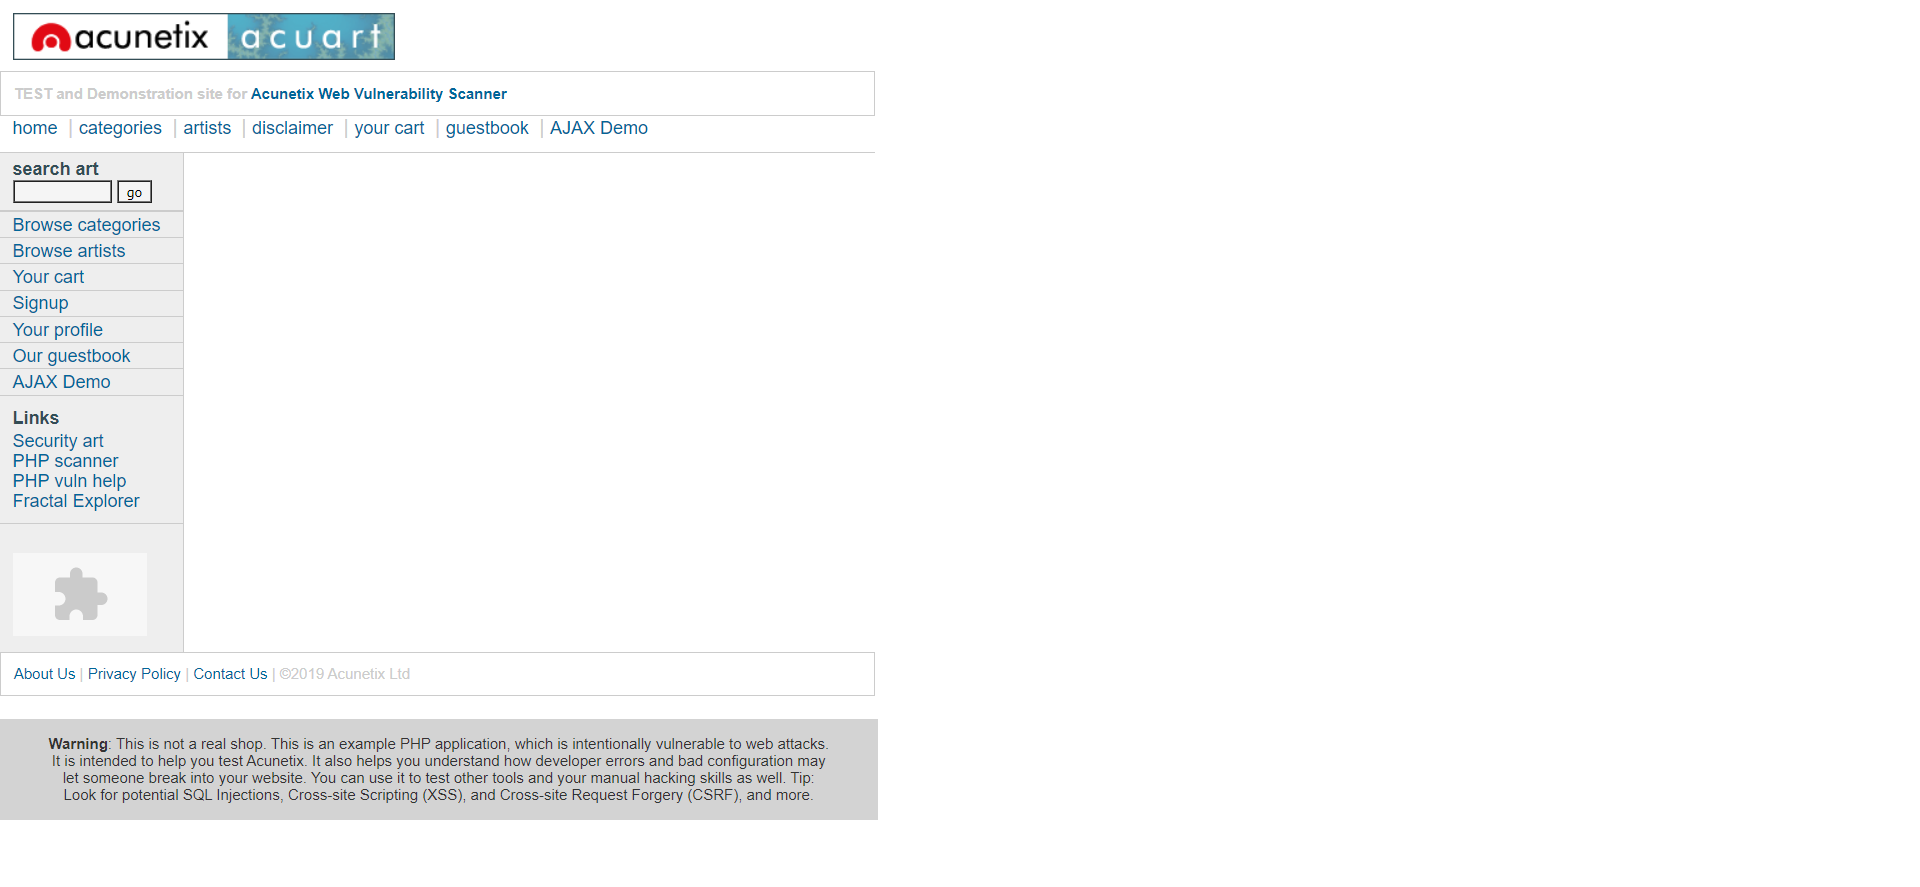 acunetix acuart
TEST and Demonstration site for Acunetix Web Vulnerability Scanner
home | categories | artists | disclaimer | your cart | guestbook | AJAX Demo
search art
go
Browse categories
Browse artists
Your cart
Signup
Your profile
Our guestbook
AJAX Demo
Links
Security art
PHP scanner
PHP vuln help
Fractal Explorer
About Us | Privacy Policy | Contact Us | ©2019 Acunetix Ltd
Warning: This is not a real shop. This is an example PHP application, which is intentionally vulnerable to web attacks.
It is intended to help you test Acunetix. It also helps you understand how developer errors and bad configuration may
let someone break into your website. You can use it to test other tools and your manual hacking skills as well. Tip:
Look for potential SQL Injections, Cross-site Scripting (XSS), and Cross-site Request Forgery (CSRF), and more.